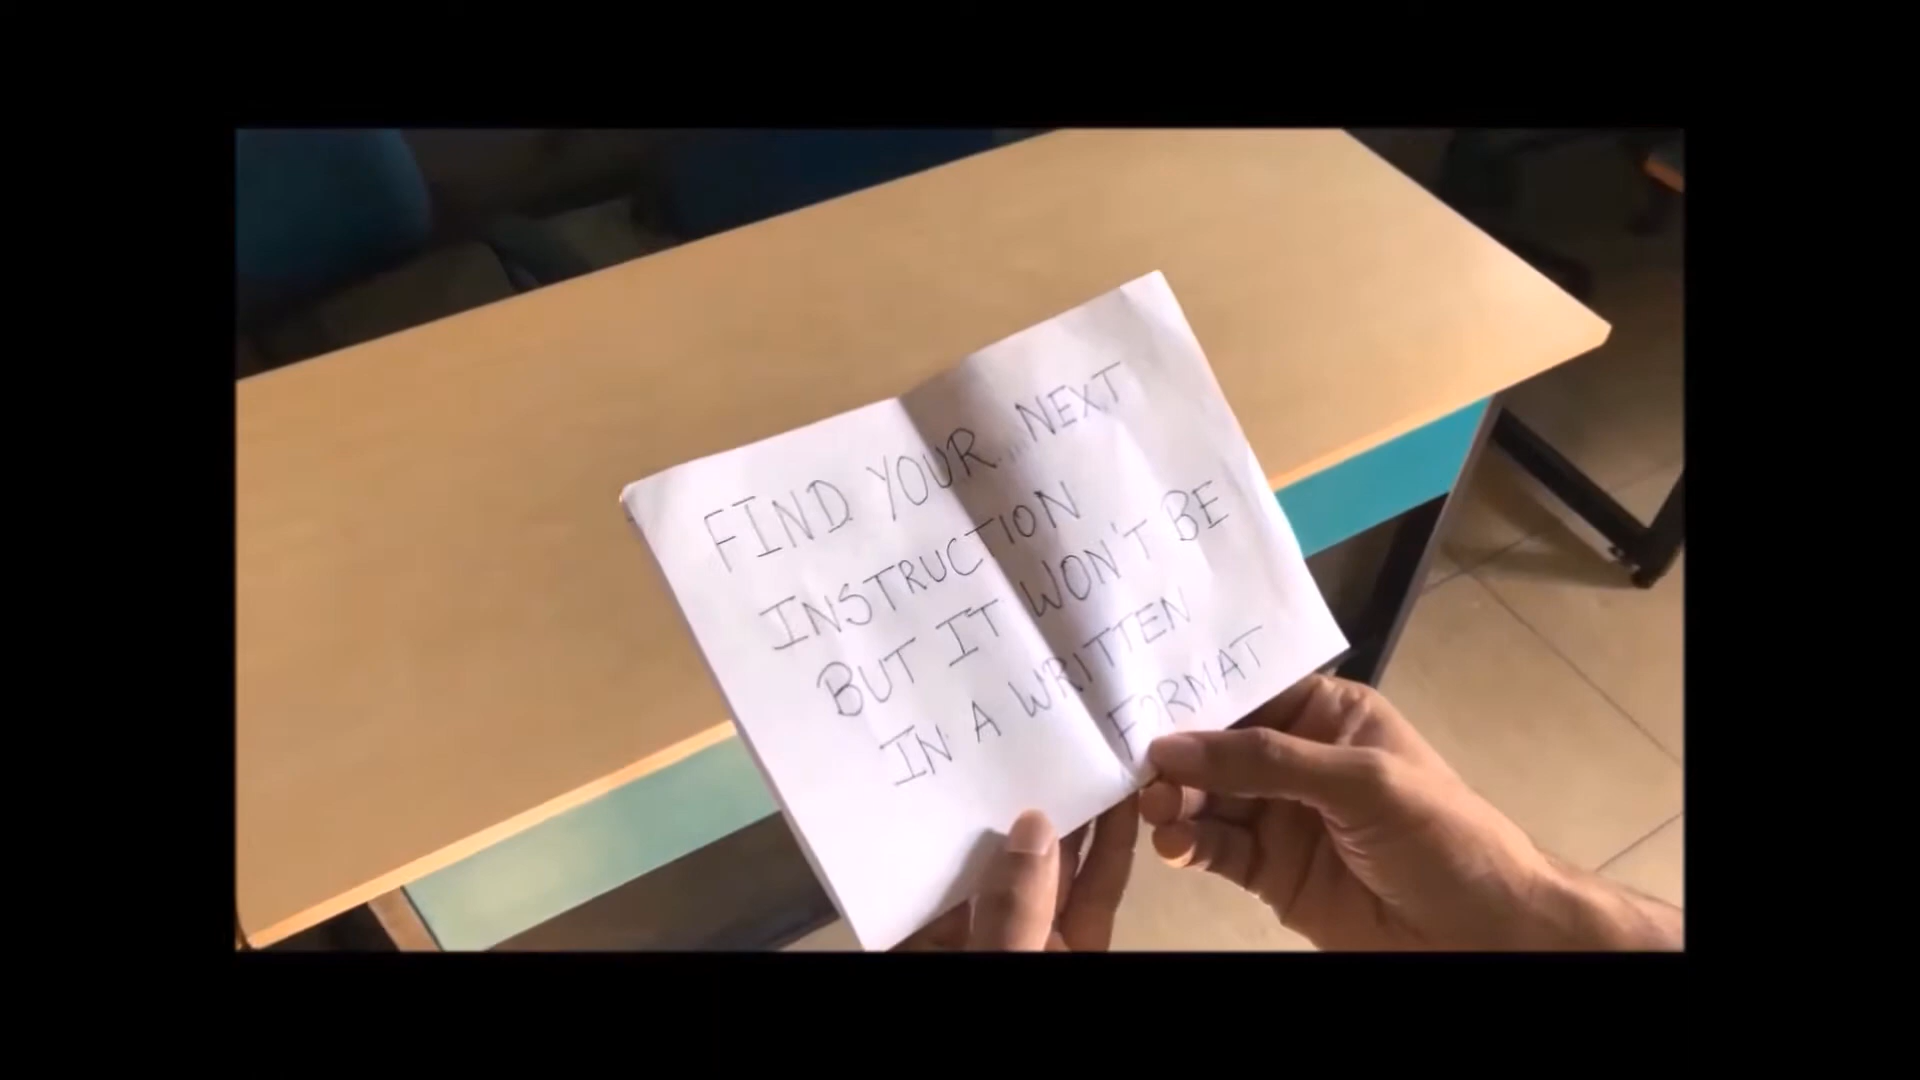 FIND YOUR NEXT
INSTRUCTION
BUT IT WON'T BE
IN A WRITTEN
FORMAT